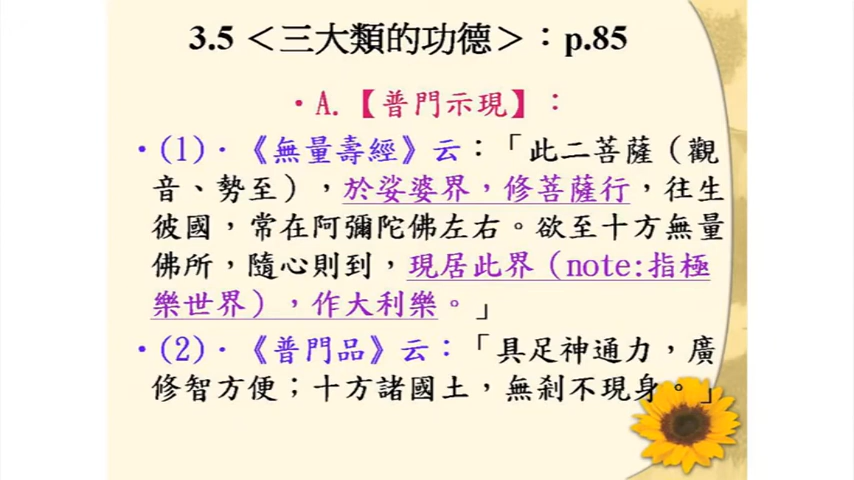 3.5＜三大類的功德＞：p.85
•A.【普門示現】：
•(1)．《無量壽經》云：「此二菩薩（觀
音、勢至），於娑婆界，修菩薩行，往生
彼國，常在阿彌陀佛左右。欲至十方無量
佛所，隨心則到，現居此界（note:指極
樂世界），作大利樂。」
•(2)．《普門品》云：「具足神通力，廣
修智方便；十方諸國土，無剎不現身。」